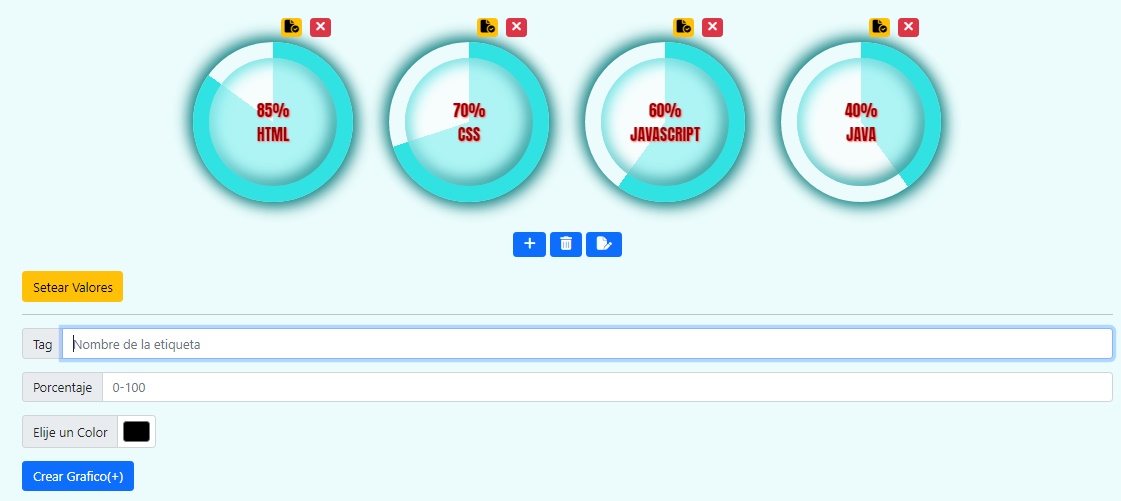 85%
HTML
70%
CSS
60%
JAVASCRIPT
40%
JAVA
Setear Valores
Tag
Nombre de la etiqueta
Porcentaje
0-100
Elije un Color
Crear Grafico(+)